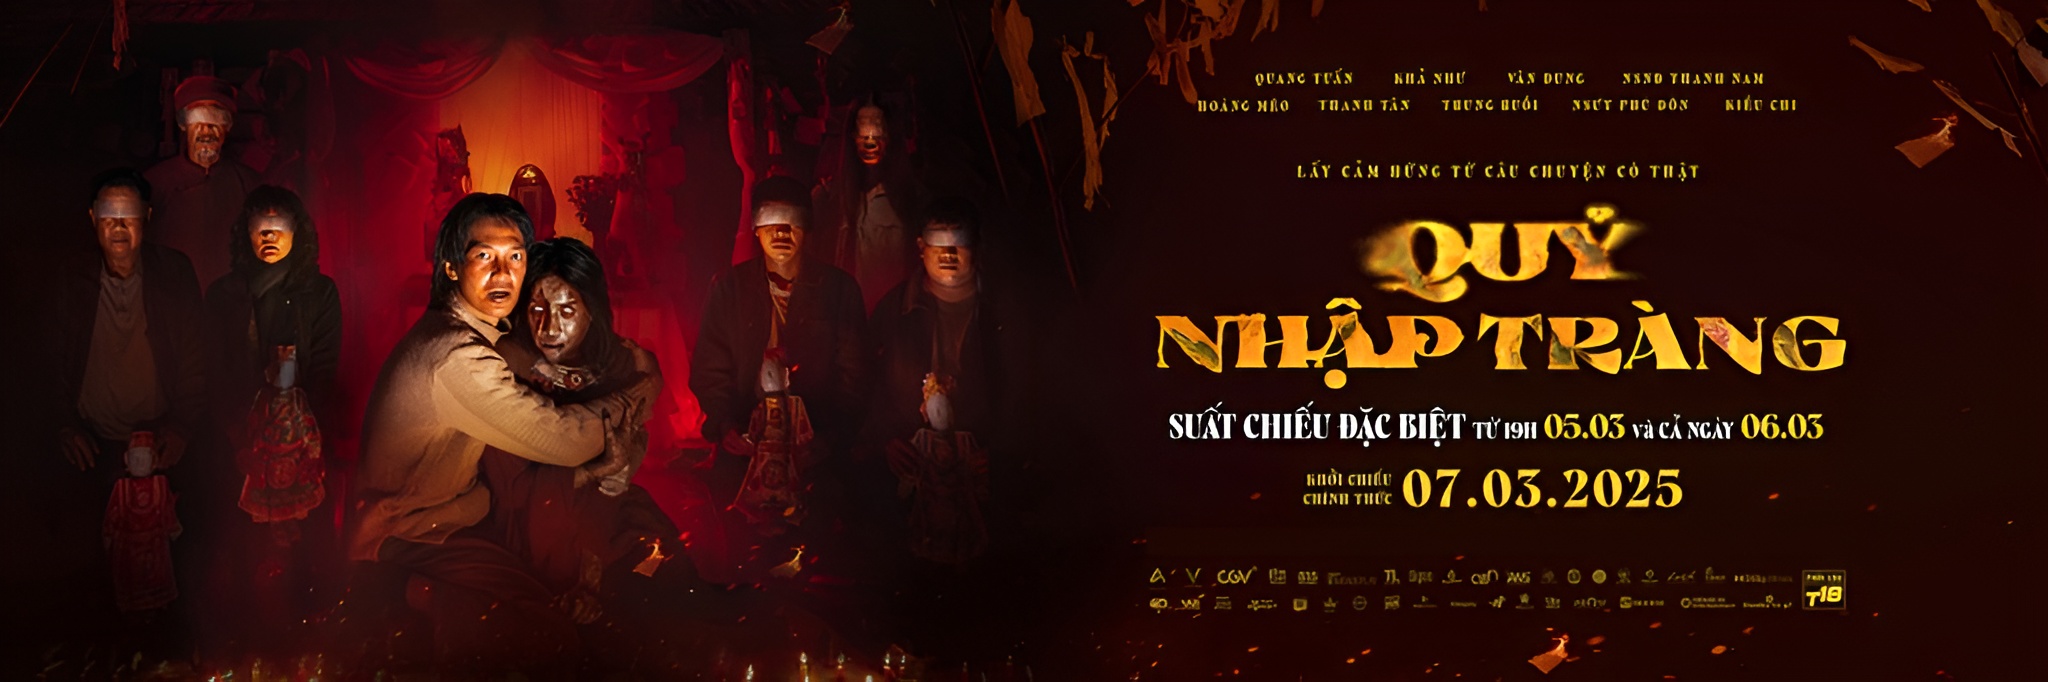 QUANG TUẤN KHẢ NHƯ VÂN DUNG NSND THANH NAM
HOÀNG MÈO THANH TÂN TRUNG RUỒI NSƯT PHÚ ĐÔN KIỀU CHI
LẤY CẢM HỨNG TỪ CÂU CHUYỆN CÓ THẬT
QUỶ
NHẬP TRÀNG
SUẤT CHIẾU ĐẶC BIỆT TỪ 19H 05.03 VÀ CẢ NGÀY 06.03
KHỞI CHIẾU
CHÍNH THỨC
07.03.2025
CGV
T18